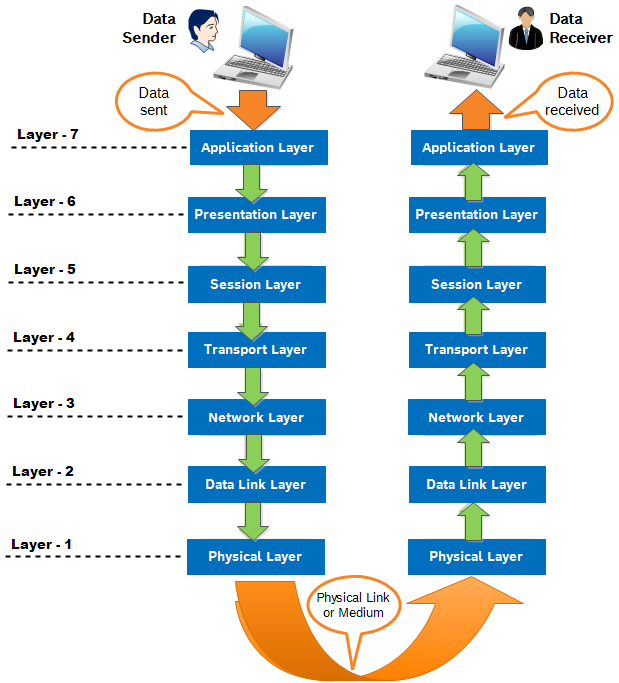 Data
Sender
Data
Receiver
Data
sent
Data
received
Layer - 7
Application Layer
Application Layer
Layer - 6
Presentation Layer
Presentation Layer
Layer - 5
Session Layer
Session Layer
Layer - 4
Transport Layer
Transport Layer
Layer - 3
Network Layer
Network Layer
Layer - 2
Data Link Layer
Data Link Layer
Layer - 1
Physical Layer
Physical Layer
Physical Link
or Medium